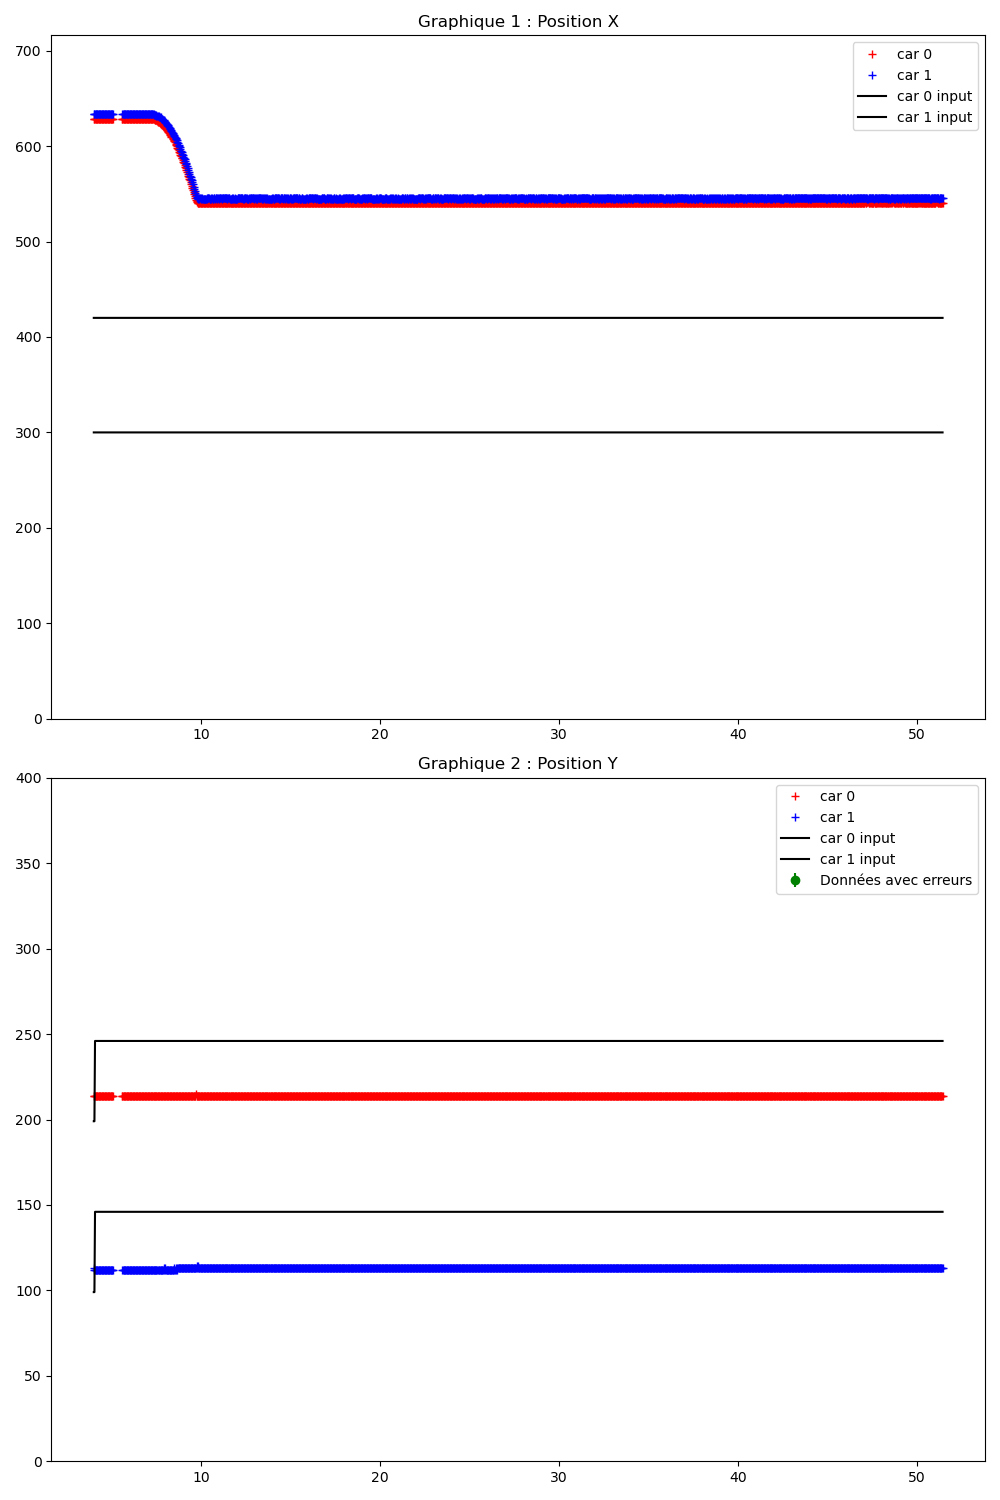 Graphique 1 : Position X
700
600
500
400
300
200
100
0
car 0
car 1
car 0 input
car 1 input
10
20
30
40
50
Graphique 2 : Position Y
400
350
300
250
200
150
100
50
0
car 0
car 1
car 0 input
car 1 input
Données avec erreurs
10
20
30
40
50